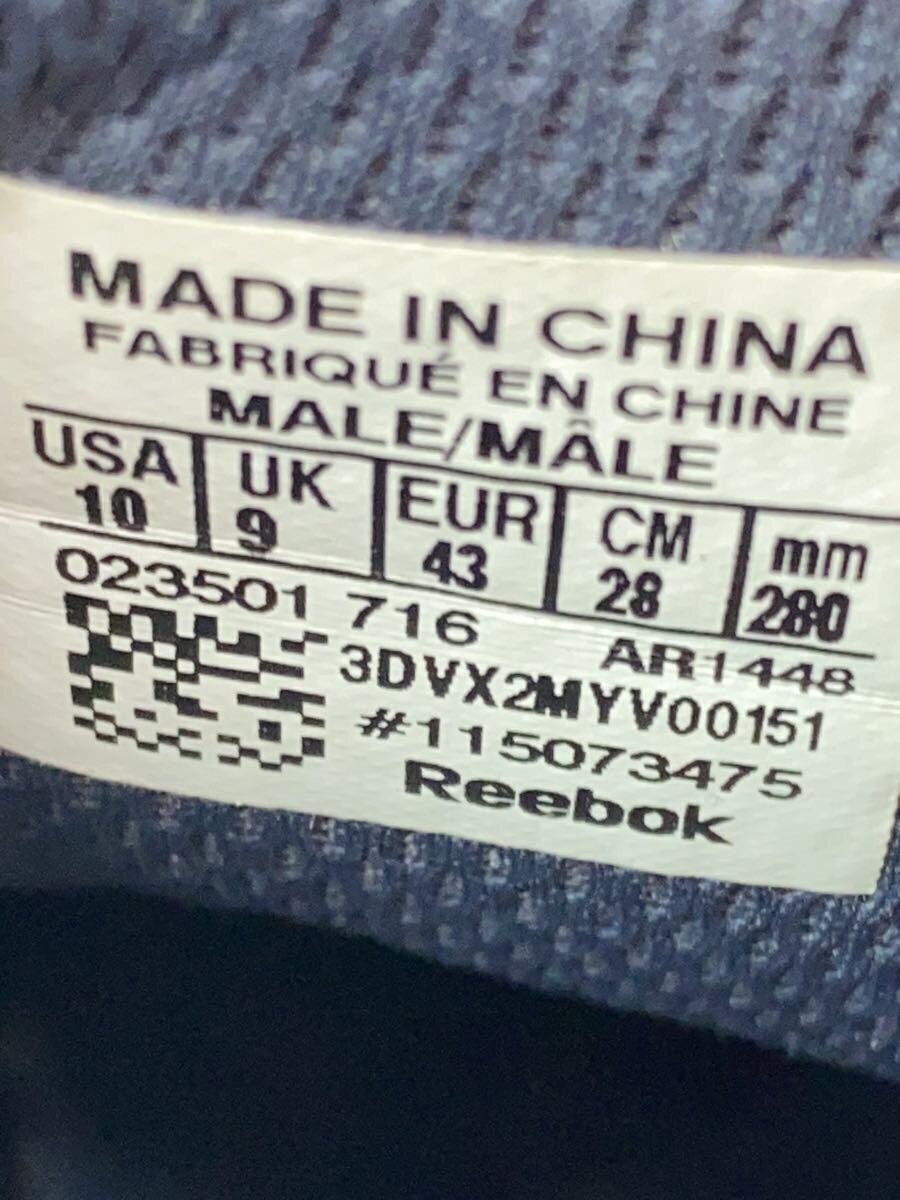 MADE IN CHINA
FABRIQUÉ EN CHINE
MALE/MÂLE
USA UK EUR CM mm
10 9 43 28 280
023501 716 AR1448
3DVX2MYV00151
#115073475
Reebok